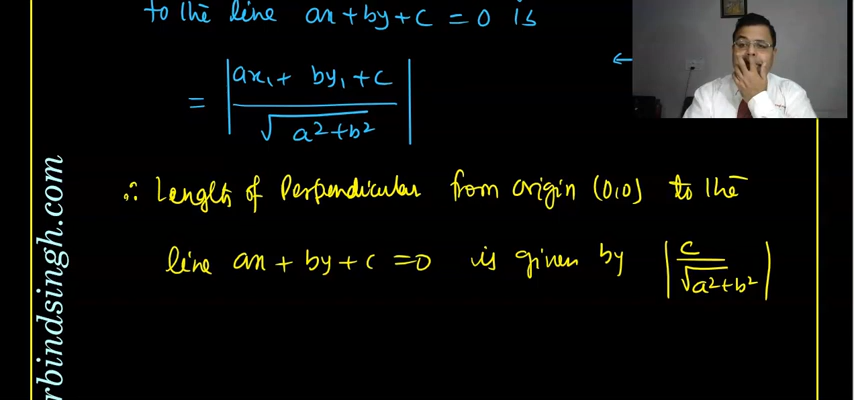 to the line ax + by + c = 0 is
= | ax₁ + by₁ + c / √a² + b² |
∴ Length of Perpendicular from origin (0,0) to the
line ax + by + c = 0 is given by | c / √a² + b² |
rbindsingh.com